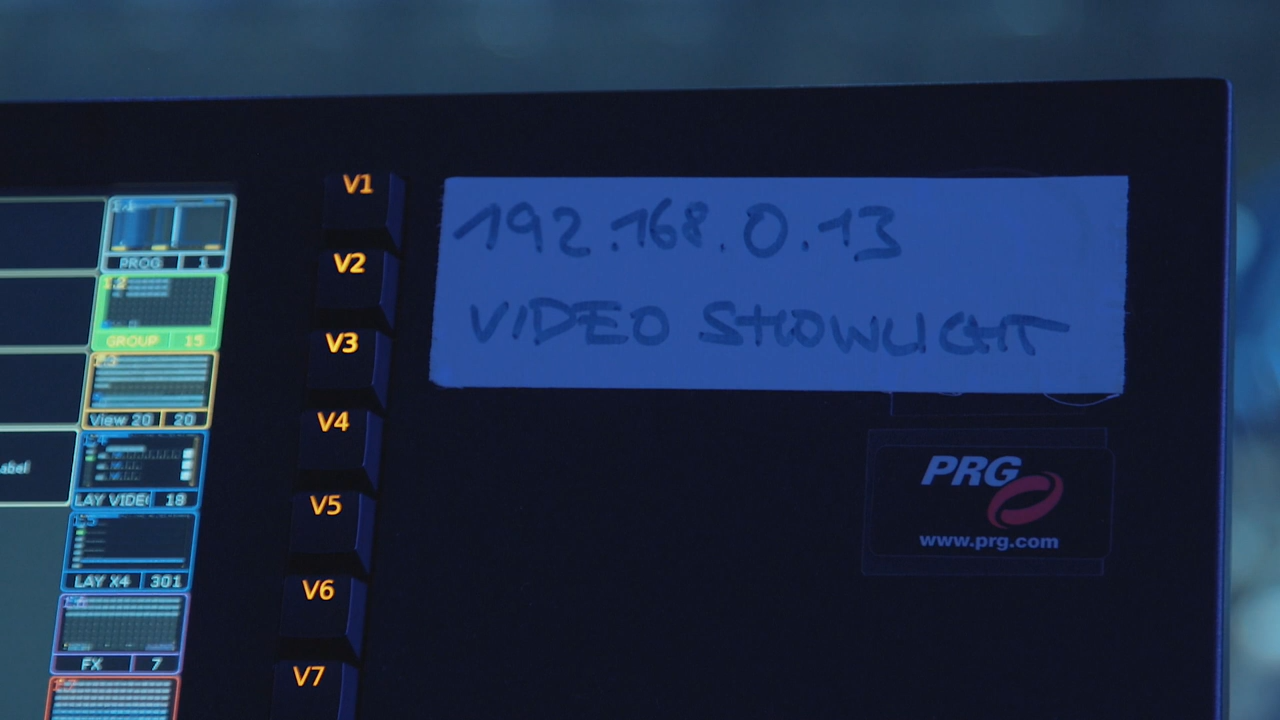 192.168.0.13
VIDEO SHOWLICHT
V1
V2
V3
V4
V5
V6
V7
PROG 1
GROUP 15
View 20 20
LAY VIDE 18
LAY X4 301
FX 7
PRG
www.prg.com